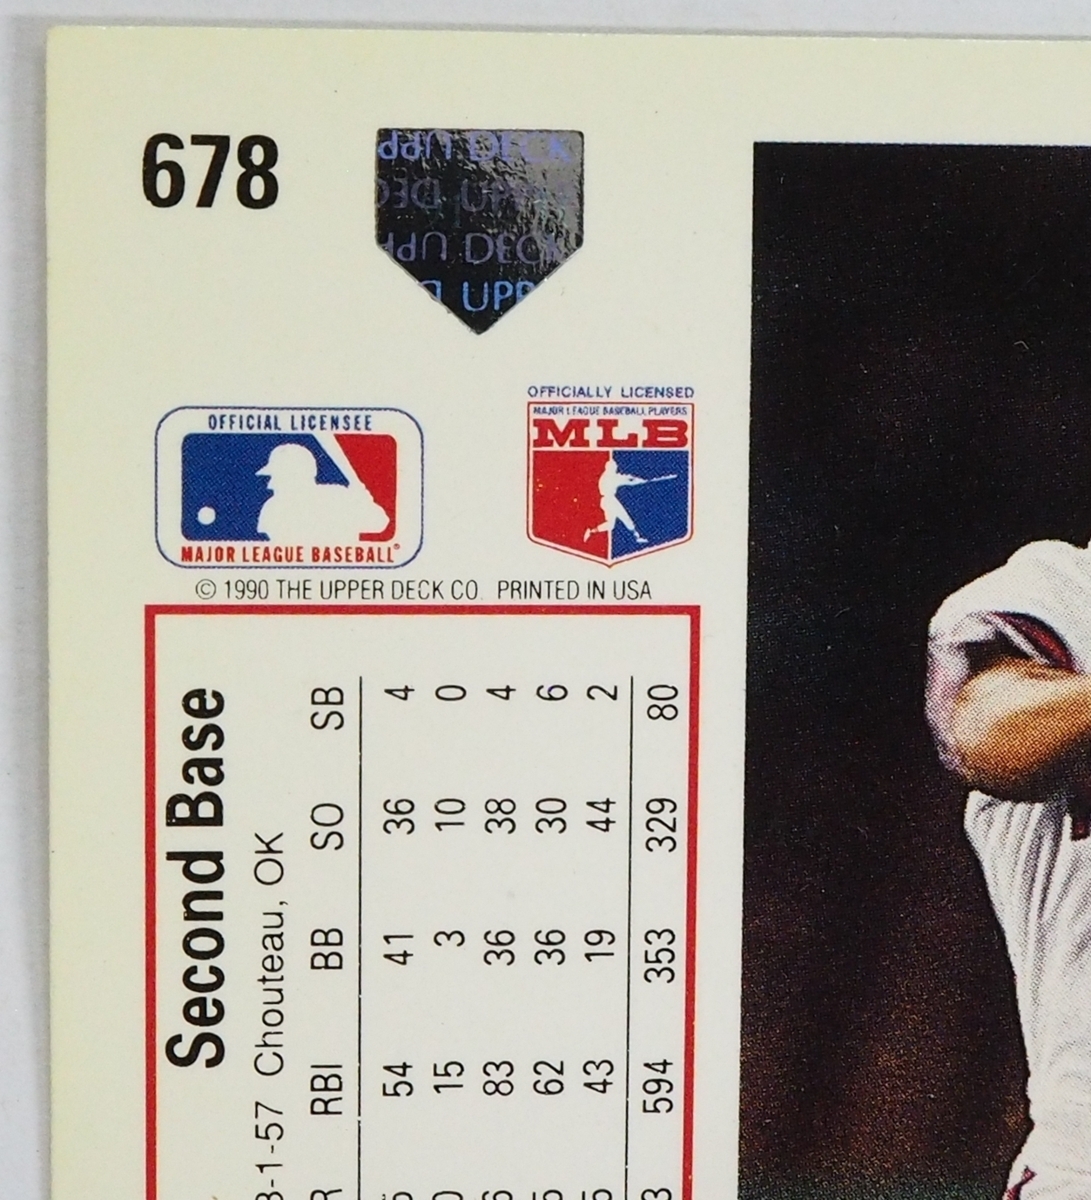 678
UPPER DECK
DECK UPPER
UPPER DECK
UPP
OFFICIAL LICENSEE
MAJOR LEAGUE BASEBALL®
OFFICIALLY LICENSED
MAJOR LEAGUE BASEBALL PLAYERS
MLB
© 1990 THE UPPER DECK CO. PRINTED IN USA
Second Base
-1-57 Chouteau, OK
RBI BB SO SB
54 41 36 4
15 3 10 0
83 36 38 4
62 36 30 6
43 19 44 2
594 353 329 80